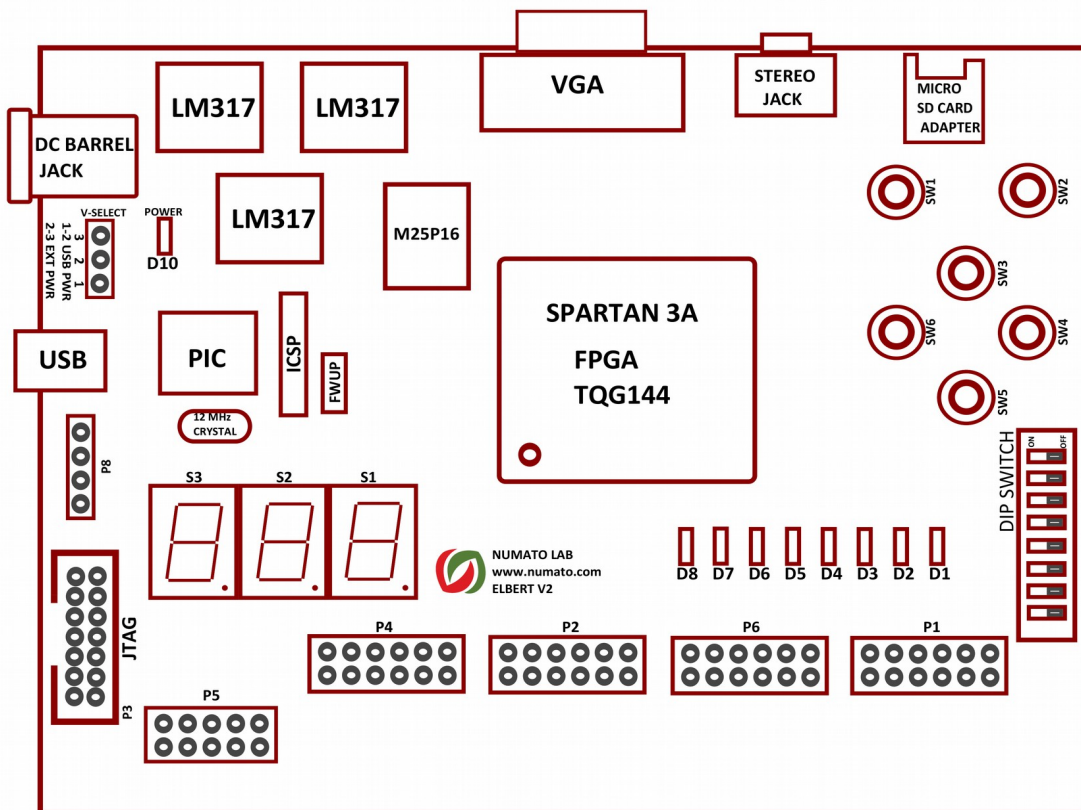 VGA
STEREO
JACK
MICRO
SD CARD
ADAPTER
LM317
LM317
DC BARREL
JACK
SW1
SW2
LM317
V-SELECT
POWER
3
2
1
1-2 USB PWR
2-3 EXT PWR
D10
M25P16
SW3
SPARTAN 3A
FPGA
TQG144
SW6
SW4
USB
PIC
ICSP
FWUP
SW5
12 MHz
CRYSTAL
P8
DIP SWITCH
ON
OFF
S3
S2
S1
NUMATO LAB
www.numato.com
ELBERT V2
D8
D7
D6
D5
D4
D3
D2
D1
JTAG
P4
P2
P6
P1
P3
P5